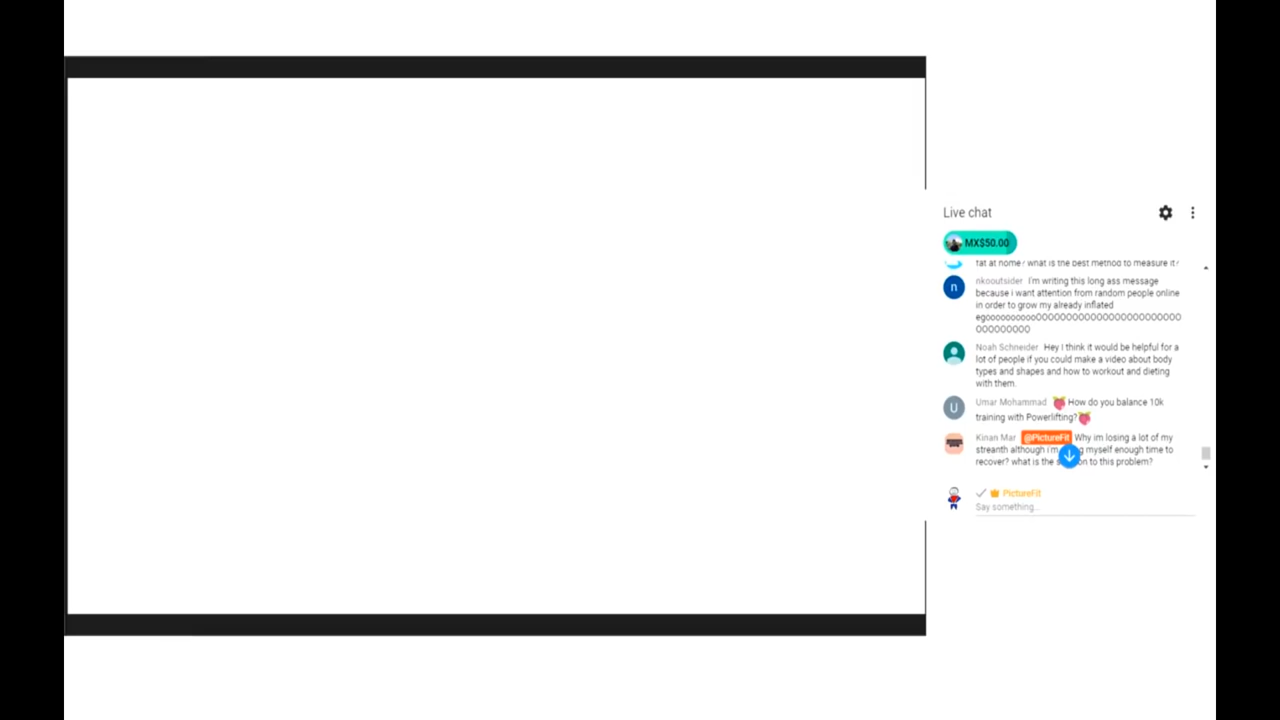 Live chat
MX$50.00
fat at home? what is the best method to measure it?
n
nkooutsider I'm writing this long ass message
because i want attention from random people online
in order to grow my already inflated
egooooooooooOOOOOOOOOOOOOOOOOOOOOOOO
OOOOOOOOO
Noah Schneider Hey I think it would be helpful for a
lot of people if you could make a video about body
types and shapes and how to workout and dieting
with them.
U
Umar Mohammad 🍑 How do you balance 10k
training with Powerlifting?🍑
Kinan Mar @PictureFit Why im losing a lot of my
streanth although i'm myself enough time to
recover? what is the to this problem?
PictureFit
Say something...